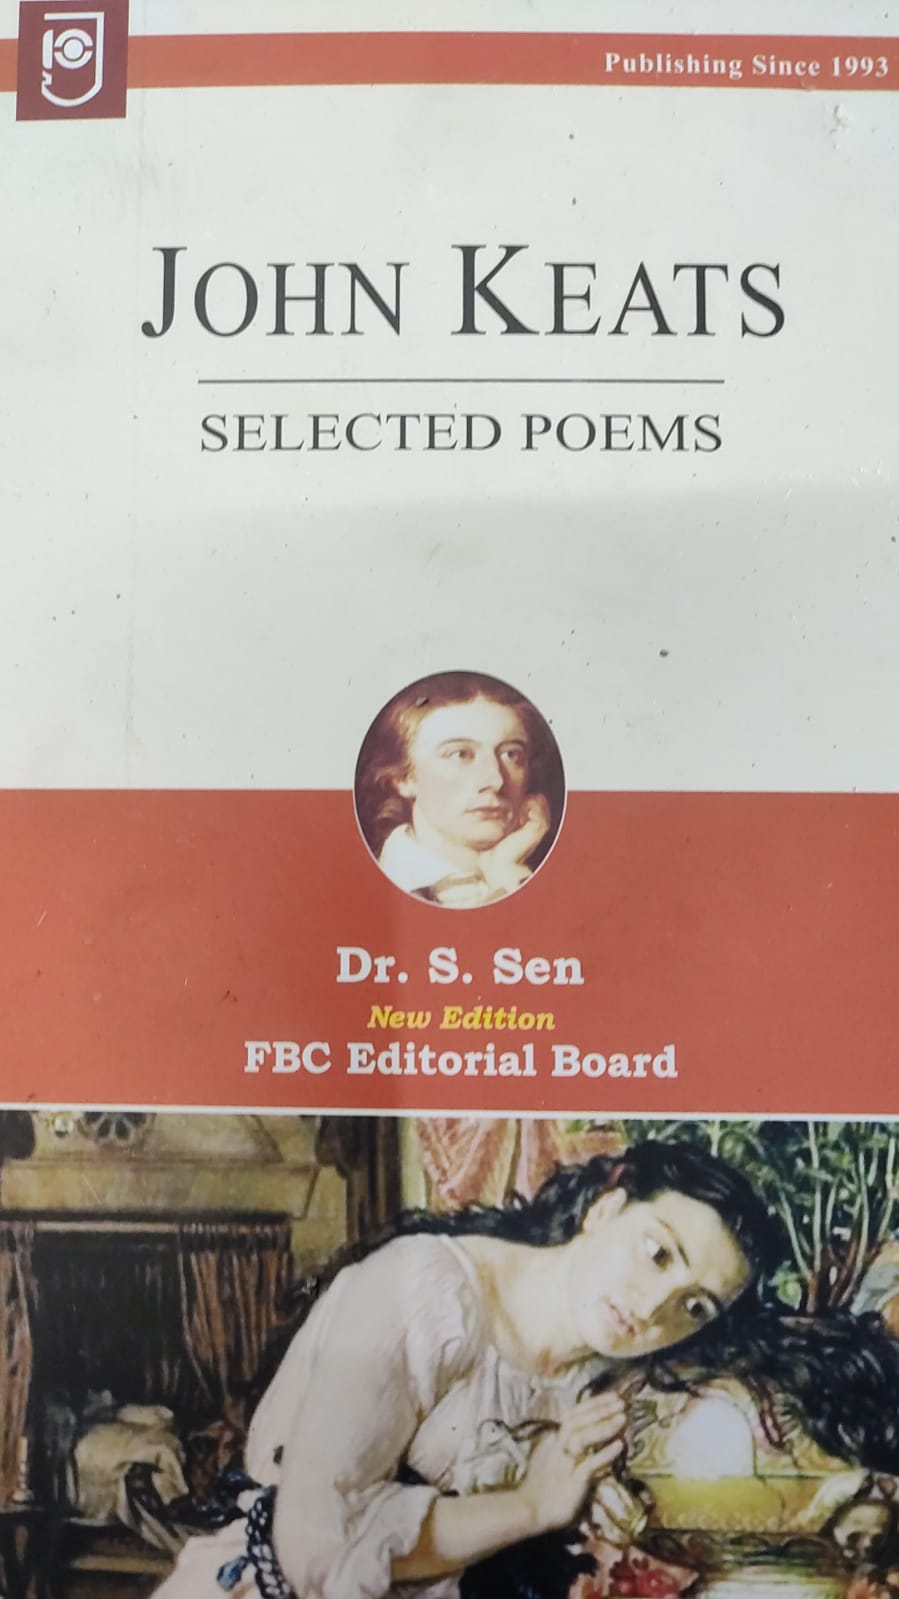 Publishing Since 1993
JOHN KEATS
SELECTED POEMS
Dr. S. Sen
New Edition
FBC Editorial Board